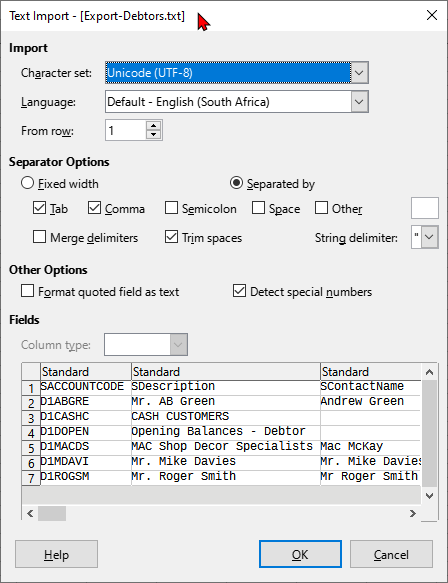 Text Import - [Export-Debtors.txt]
Import
Character set: Unicode (UTF-8)
Language: Default - English (South Africa)
From row: 1
Separator Options
Fixed width Separated by
Tab Comma Semicolon Space Other
Merge delimiters Trim spaces String delimiter: "
Other Options
Format quoted field as text Detect special numbers
Fields
Column type:
Standard Standard Standard
1 SACCOUNTCODE SDescription SContactName
2 D1ABGRE Mr. AB Green Andrew Green
3 D1CASHC CASH CUSTOMERS
4 D1DOPEN Opening Balances - Debtor
5 D1MACDS MAC Shop Decor Specialists Mac McKay
6 D1MDAVI Mr. Mike Davies Mr. Mike Davies
7 D1ROGSM Mr. Roger Smith Mr Roger Smith
Help OK Cancel